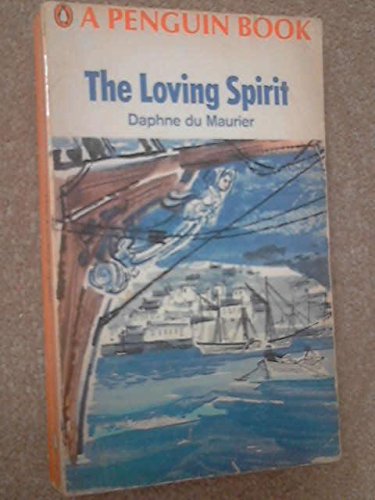 A PENGUIN BOOK
The Loving Spirit
Daphne du Maurier